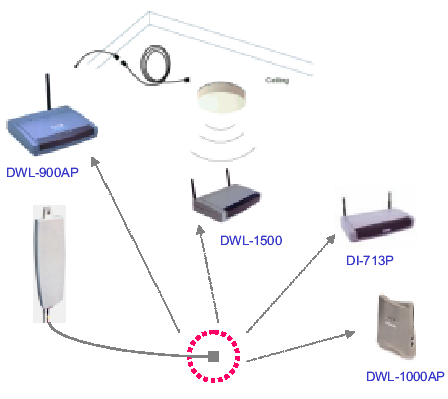 Ceiling
DWL-900AP
DWL-1500
DI-713P
DWL-1000AP